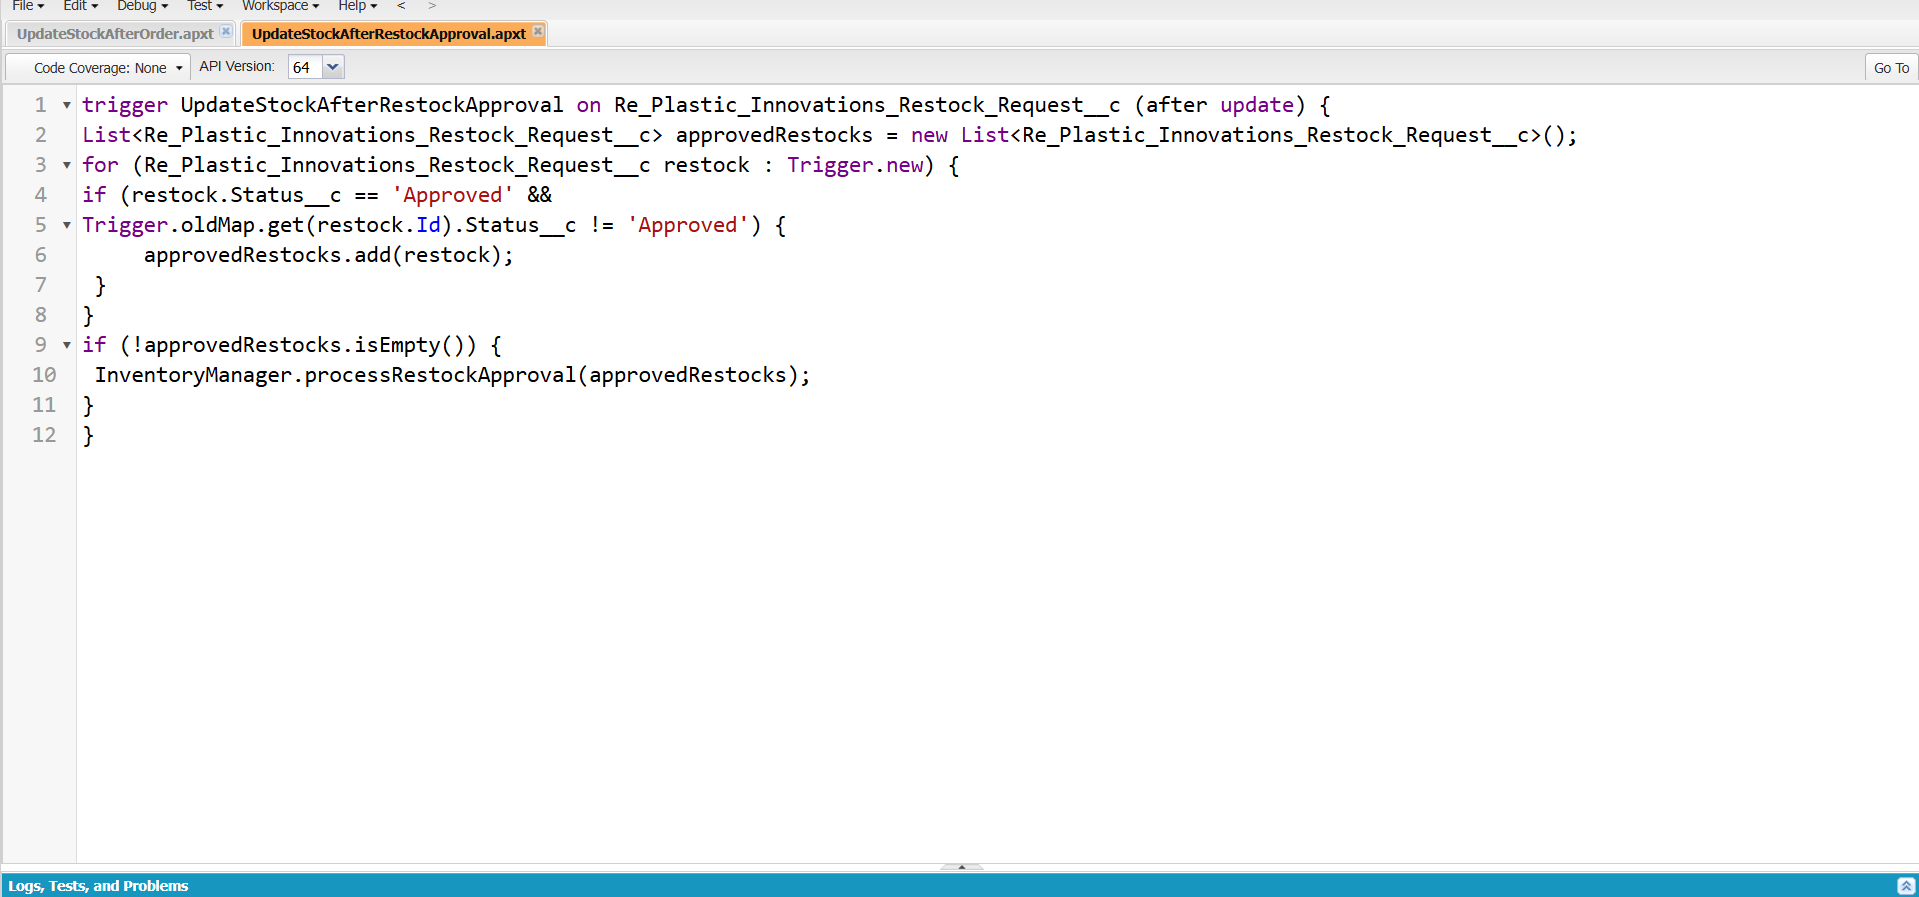 File Edit Debug Test Workspace Help < >
UpdateStockAfterOrder.apxt UpdateStockAfterRestockApproval.apxt
Code Coverage: None API Version: 64 Go To
1 trigger UpdateStockAfterRestockApproval on Re_Plastic_Innovations_Restock_Request__c (after update) {
2 List<Re_Plastic_Innovations_Restock_Request__c> approvedRestocks = new List<Re_Plastic_Innovations_Restock_Request__c>();
3 for (Re_Plastic_Innovations_Restock_Request__c restock : Trigger.new) {
4 if (restock.Status__c == 'Approved' &&
5 Trigger.oldMap.get(restock.Id).Status__c != 'Approved') {
6 approvedRestocks.add(restock);
7 }
8 }
9 if (!approvedRestocks.isEmpty()) {
10 InventoryManager.processRestockApproval(approvedRestocks);
11 }
12 }
Logs, Tests, and Problems